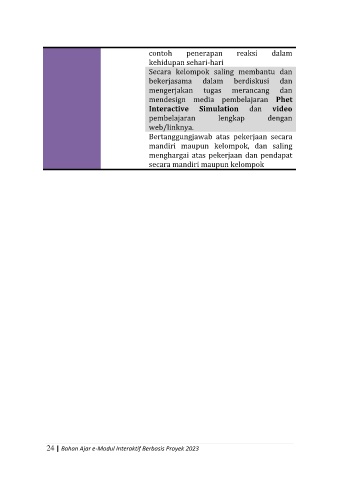 contoh penerapan reaksi dalam
kehidupan sehari-hari
Secara kelompok saling membantu dan
bekerjasama dalam berdiskusi dan
mengerjakan tugas merancang dan
mendesign media pembelajaran Phet
Interactive Simulation dan video
pembelajaran lengkap dengan
web/linknya.
Bertanggungjawab atas pekerjaan secara
mandiri maupun kelompok, dan saling
menghargai atas pekerjaan dan pendapat
secara mandiri maupun kelompok
24 | Bahan Ajar e-Modul Interaktif Berbasis Proyek 2023